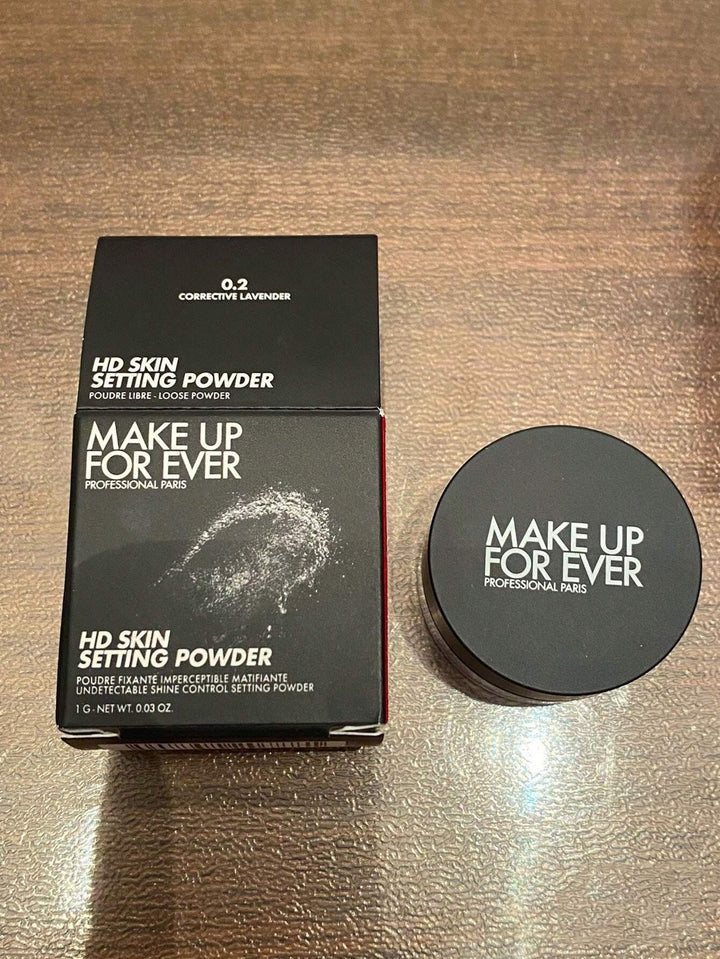 0.2
CORRECTIVE LAVENDER
HD SKIN
SETTING POWDER
POUDRE LIBRE - LOOSE POWDER
MAKE UP
FOR EVER
PROFESSIONAL PARIS
HD SKIN
SETTING POWDER
POUDRE FIXANTE IMPERCEPTIBLE MATIFIANTE
UNDETECTABLE SHINE CONTROL SETTING POWDER
1 G - NET WT. 0.03 OZ.
MAKE UP
FOR EVER
PROFESSIONAL PARIS